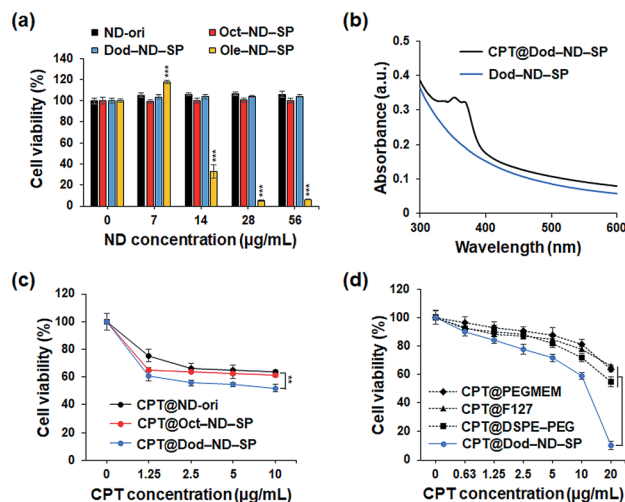 (a)
ND-ori Oct–ND–SP
Dod–ND–SP Ole–ND–SP
Cell viability (%)
140
120
100
80
60
40
20
0
***
***
***
***
0 7 14 28 56
ND concentration (µg/mL)
(b)
Absorbance (a.u.)
0.5
0.4
0.3
0.2
0.1
0
CPT@Dod–ND–SP
Dod–ND–SP
300 400 500 600
Wavelength (nm)
(c)
Cell viability (%)
120
100
80
60
40
20
0
**
CPT@ND-ori
CPT@Oct–ND–SP
CPT@Dod–ND–SP
0 1.25 2.5 5 10
CPT concentration (µg/mL)
(d)
Cell viability (%)
120
100
80
60
40
20
0
CPT@PEGMEM
CPT@F127
CPT@DSPE–PEG
CPT@Dod–ND–SP
0 0.63 1.25 2.5 5 10 20
CPT concentration (µg/mL)